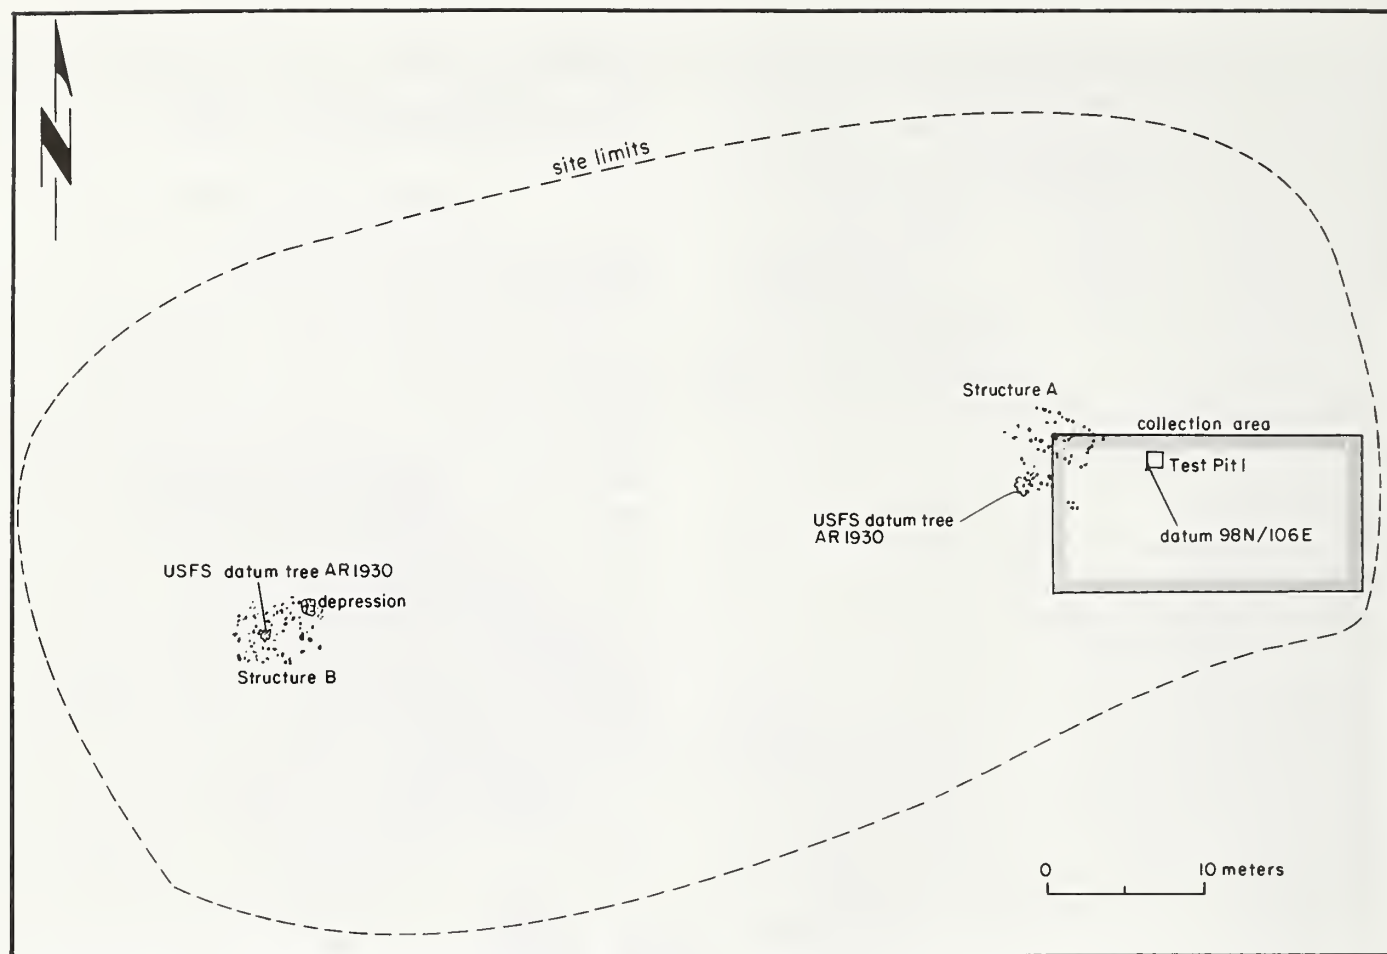 N
site limits
Structure A
collection area
Test Pit 1
USFS datum tree
AR 1930
datum 98N/106E
USFS datum tree AR 1930
depression
Structure B
0 10 meters